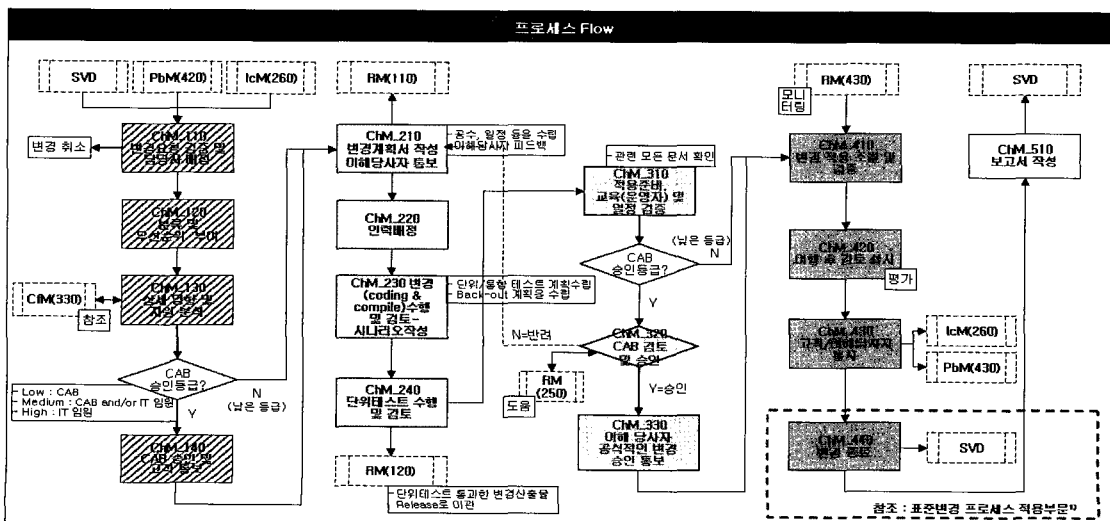 프로세스 Flow
SVD
PbM(420)
IcM(260)
변경 취소
ChM_110
변경요청 검증 및
담당자 배정
ChM_120
분류 및
우선순위 부여
ChM_130
상세 영향 및
자원 분석
CfM(330)
참조
CAB
승인등급?
N
(낮은 등급)
Y
- Low : CAB
- Medium : CAB and/or IT 임원
- High : IT 임원
ChM_140
CAB 승인 및
고객 통보
RM(110)
ChM_210
변경계획서 작성
이해당사자 통보
- 공수, 일정 등을 수립
- 이해당사자 피드백
ChM_220
인력배정
ChM_230 변경
(coding &
compile)수행
및 검토-
시나리오작성
- 단위/통합 테스트 계획수립
- Back-out 계획을 수립
ChM_240
단위테스트 수행
및 검토
RM(120)
- 단위테스트 통과한 변경산출물
Release로 이관
- 관련 모든 문서 확인
ChM_310
적용준비,
교육(운영자) 및
일정 검증
CAB
승인등급?
(낮은 등급)
N
Y
N=반려
ChM_320
CAB 검토
및 승인
RM
(250)
도움
Y=승인
ChM_330
이해 당사자
공식적인 변경
승인 통보
RM(430)
모니
터링
ChM_410
변경 적용 조율 및
검증
ChM_420
이행 후 검토 실시
평가
ChM_430
고객/이해당사자
통지
IcM(260)
PbM(430)
ChM_440
변경 종료
SVD
SVD
ChM_510
보고서 작성
참조 : 표준변경 프로세스 적용부문¹⁾